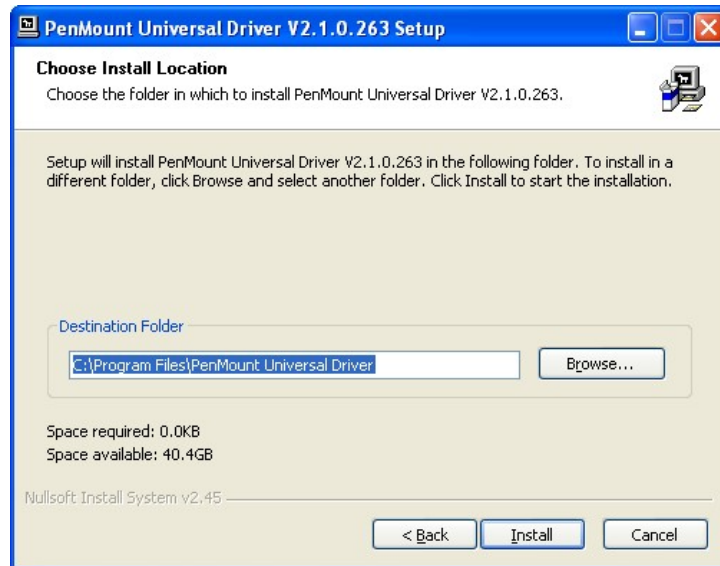 PenMount Universal Driver V2.1.0.263 Setup
Choose Install Location
Choose the folder in which to install PenMount Universal Driver V2.1.0.263.
Setup will install PenMount Universal Driver V2.1.0.263 in the following folder. To install in a
different folder, click Browse and select another folder. Click Install to start the installation.
Destination Folder
C:\Program Files\PenMount Universal Driver
Browse...
Space required: 0.0KB
Space available: 40.4GB
Nullsoft Install System v2.45
< Back
Install
Cancel